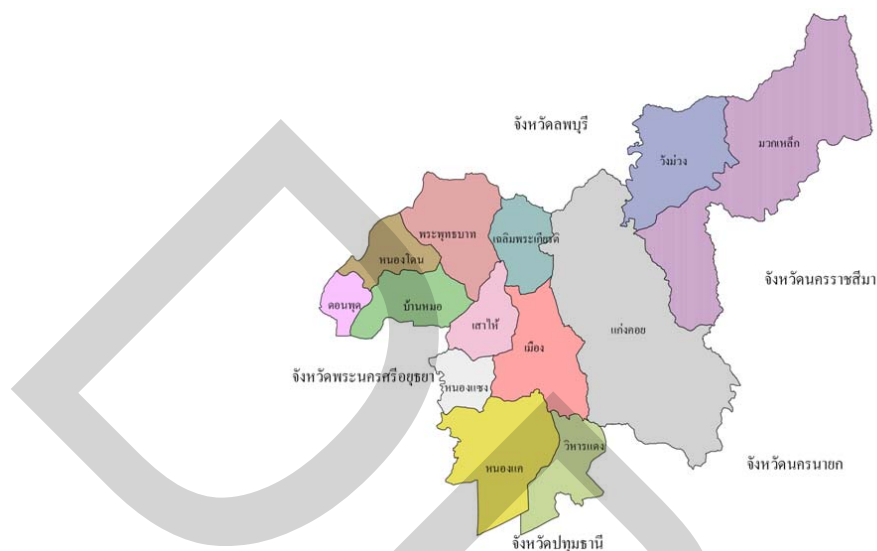 จังหวัดลพบุรี
มวกเหล็ก
วังม่วง
พระพุทธบาท
เฉลิมพระเกียรติ
หนองโดน
จังหวัดนครราชสีมา
ดอนพุด
บ้านหมอ
เสาไห้
แก่งคอย
เมือง
จังหวัดพระนครศรีอยุธยา
หนองแซง
วิหารแดง
หนองแค
จังหวัดนครนายก
จังหวัดปทุมธานี